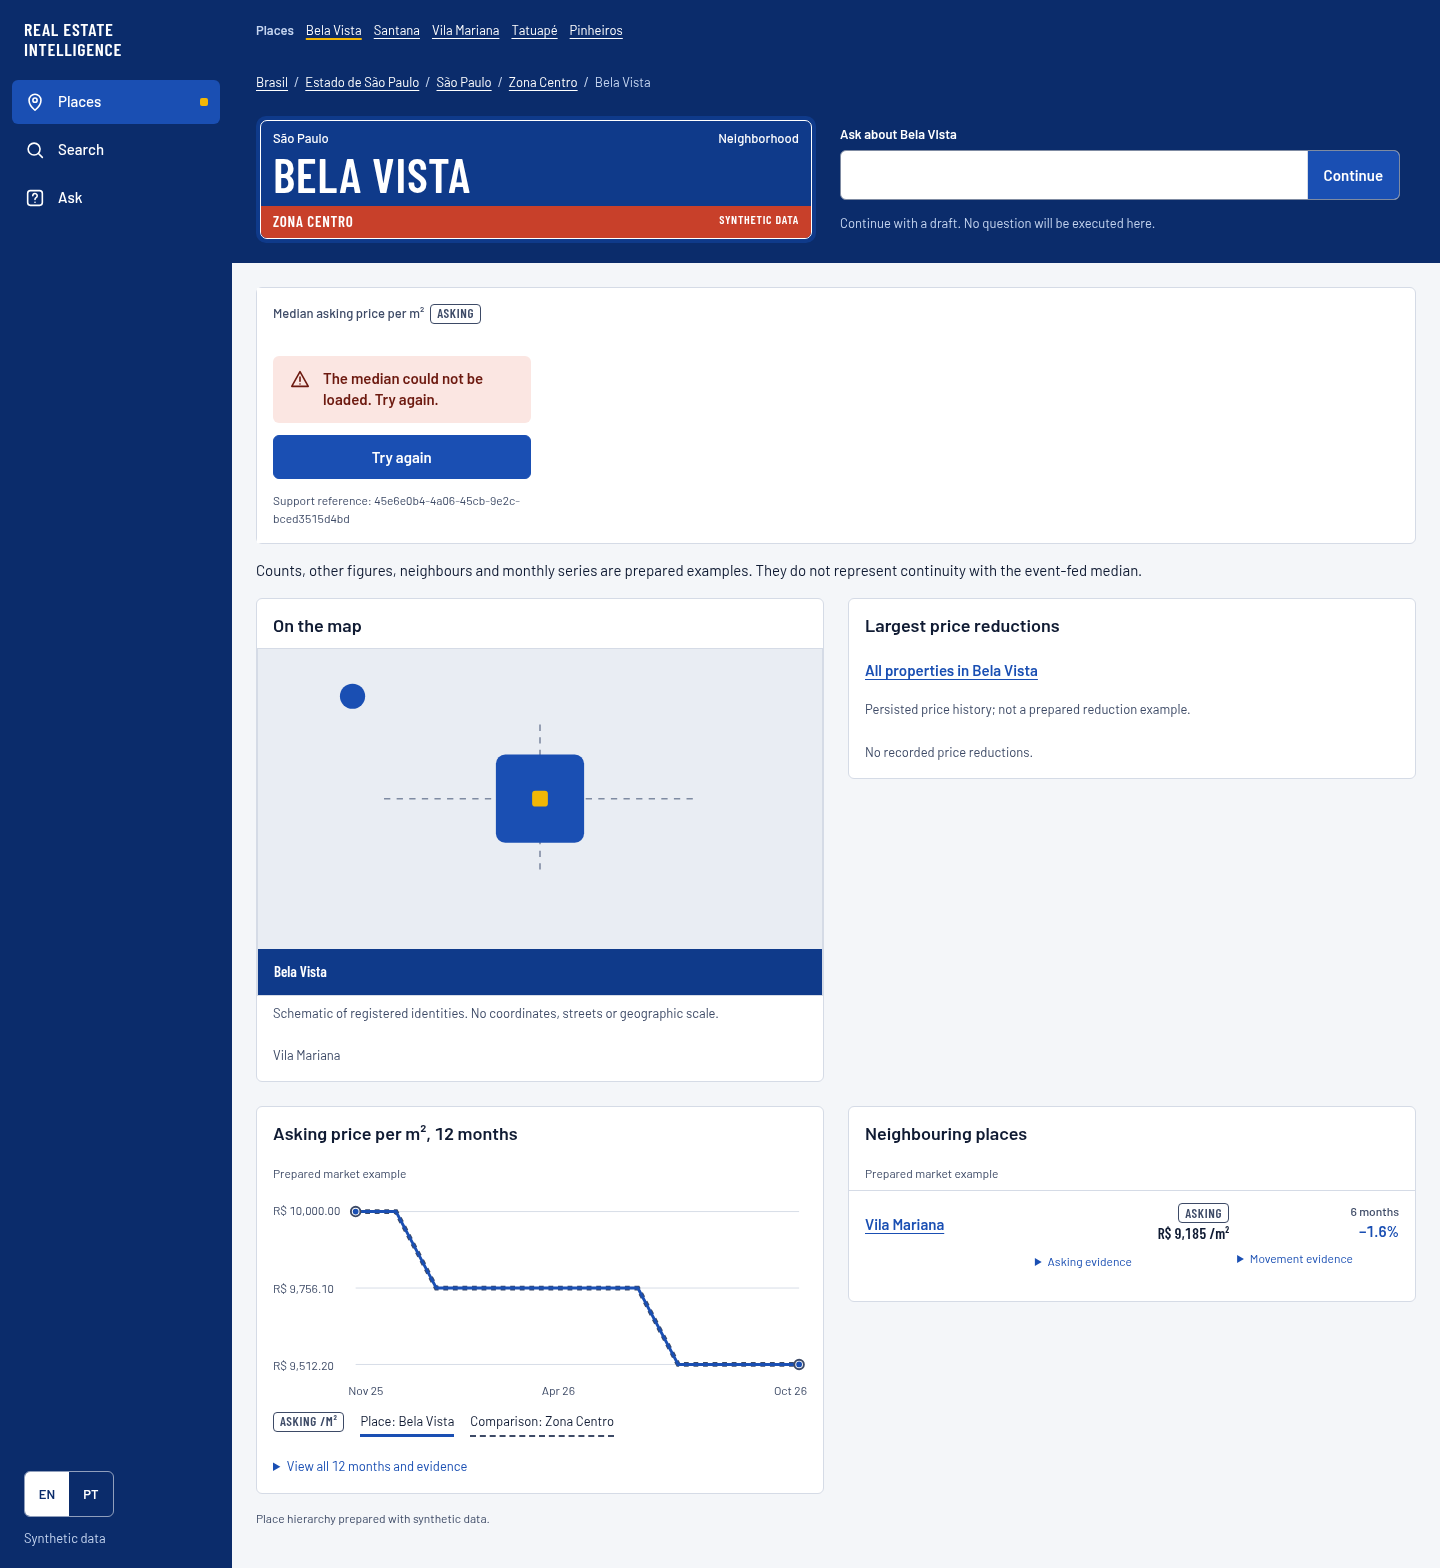 REAL ESTATE
INTELLIGENCE
Places
Search
Ask
EN
PT
Synthetic data
Places Bela Vista Santana Vila Mariana Tatuapé Pinheiros
Brasil / Estado de São Paulo / São Paulo / Zona Centro / Bela Vista
São Paulo
Neighborhood
BELA VISTA
ZONA CENTRO
SYNTHETIC DATA
Ask about Bela Vista
Continue
Continue with a draft. No question will be executed here.
Median asking price per m² ASKING
The median could not be
loaded. Try again.
Try again
Support reference: 45e6e0b4-4a06-45cb-9e2c-
bced3515d4bd
Counts, other figures, neighbours and monthly series are prepared examples. They do not represent continuity with the event-fed median.
On the map
Bela Vista
Schematic of registered identities. No coordinates, streets or geographic scale.
Vila Mariana
Largest price reductions
All properties in Bela Vista
Persisted price history; not a prepared reduction example.
No recorded price reductions.
Asking price per m², 12 months
Prepared market example
R$ 10,000.00
R$ 9,756.10
R$ 9,512.20
Nov 25 Apr 26 Oct 26
ASKING /M² Place: Bela Vista Comparison: Zona Centro
View all 12 months and evidence
Neighbouring places
Prepared market example
Vila Mariana
ASKING
R$ 9,185 /m²
Asking evidence
6 months
−1.6%
Movement evidence
Place hierarchy prepared with synthetic data.